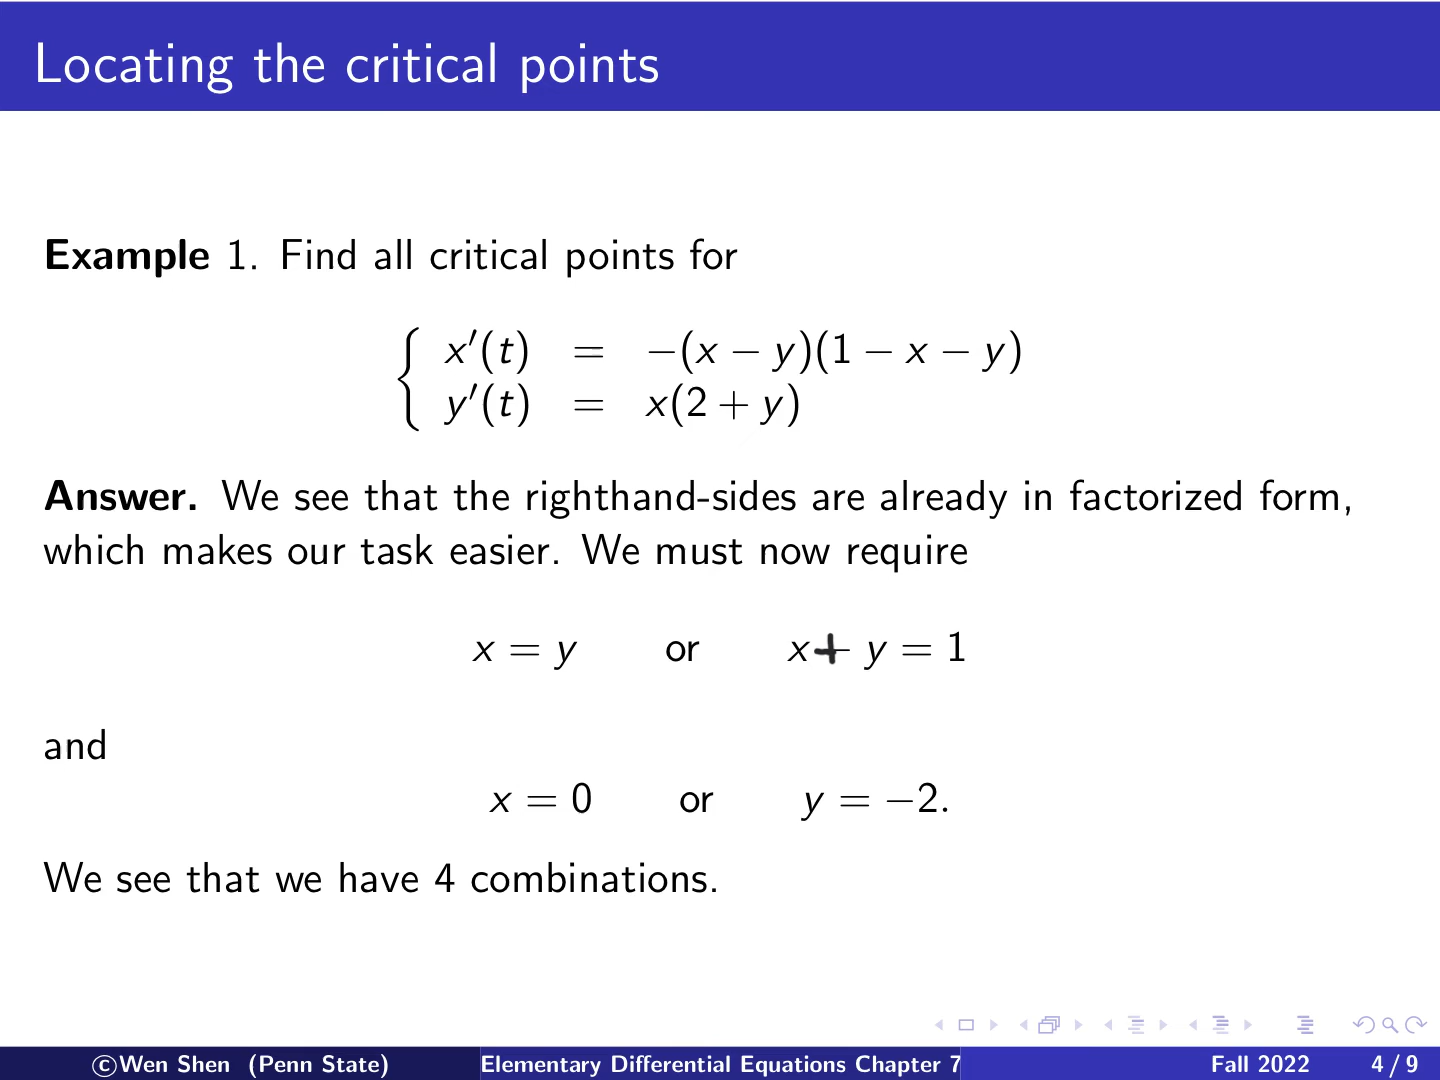 Locating the critical points
Example 1. Find all critical points for
{ x′(t) = −(x − y)(1 − x − y)
y′(t) = x(2 + y)
Answer. We see that the righthand-sides are already in factorized form,
which makes our task easier. We must now require
x = y or x + y = 1
and
x = 0 or y = −2.
We see that we have 4 combinations.
©Wen Shen (Penn State) Elementary Differential Equations Chapter 7 Fall 2022 4 / 9